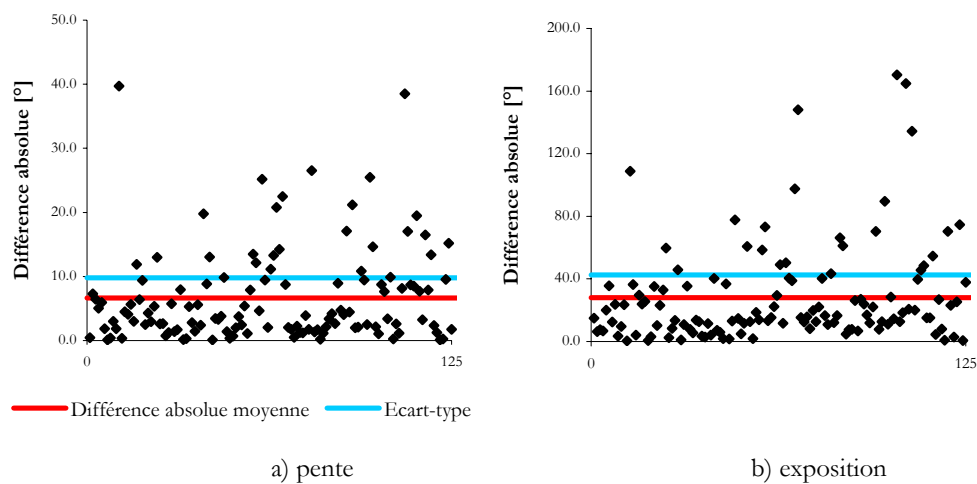 Différence absolue [°]
50.0
40.0
30.0
20.0
10.0
0.0
0
125
Différence absolue [°]
200.0
160.0
120.0
80.0
40.0
0.0
0
125
Différence absolue moyenne
Ecart-type
a) pente
b) exposition